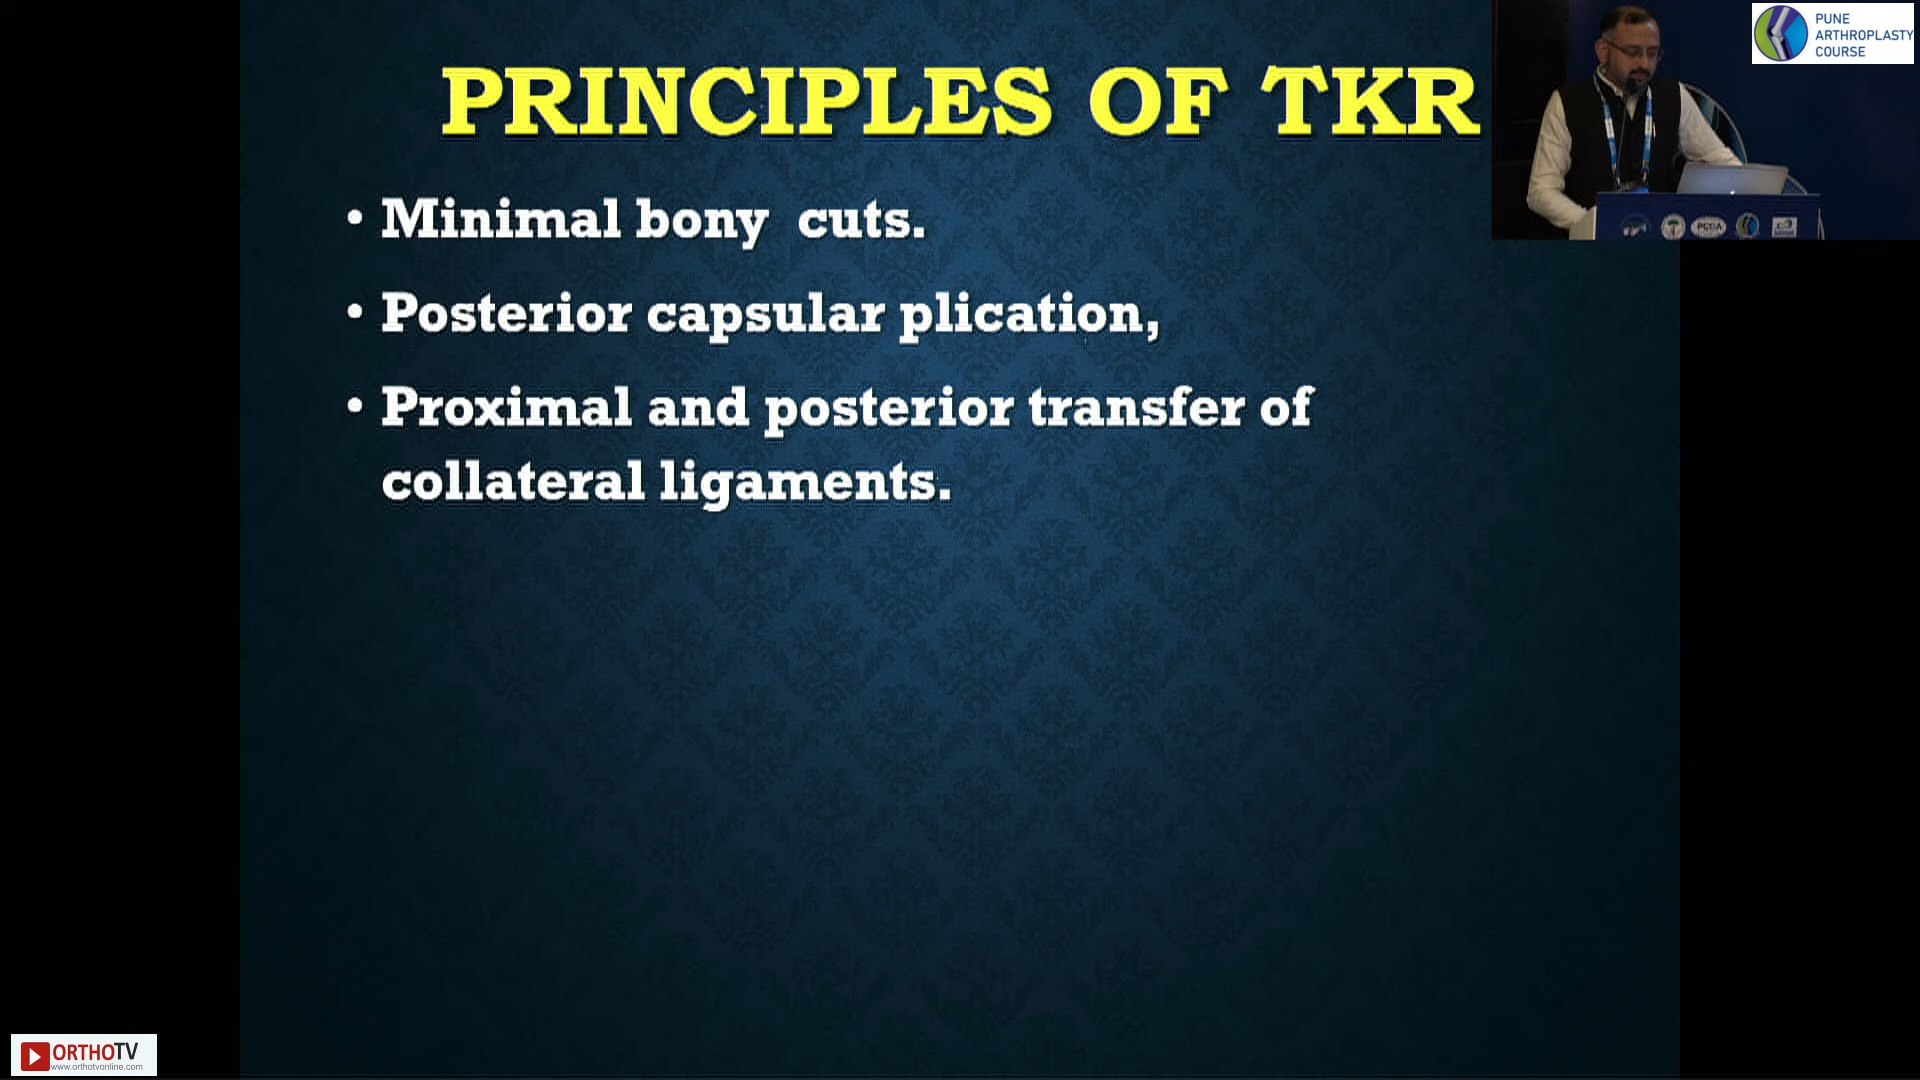 PRINCIPLES OF TKR
• Minimal bony cuts.
• Posterior capsular plication,
• Proximal and posterior transfer of
collateral ligaments.
PUNE
ARTHROPLASTY
COURSE
ORTHOTV
www.orthotvonline.com